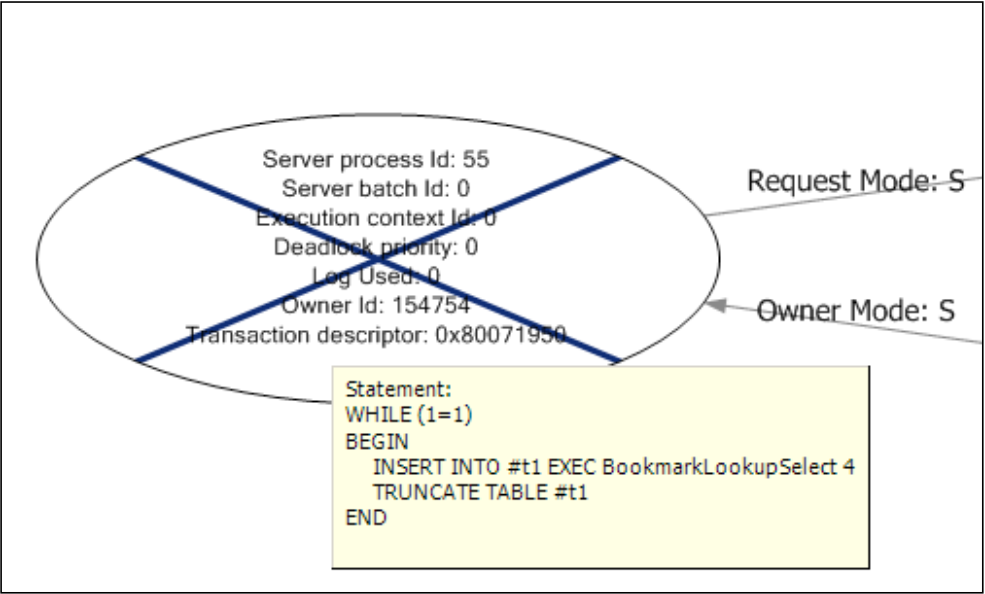 Server process Id: 55
Server batch Id: 0
Execution context Id: 0
Deadlock priority: 0
Log Used: 0
Owner Id: 154754
Transaction descriptor: 0x80071950
Request Mode: S
Owner Mode: S
Statement:
WHILE (1=1)
BEGIN
INSERT INTO #t1 EXEC BookmarkLookupSelect 4
TRUNCATE TABLE #t1
END